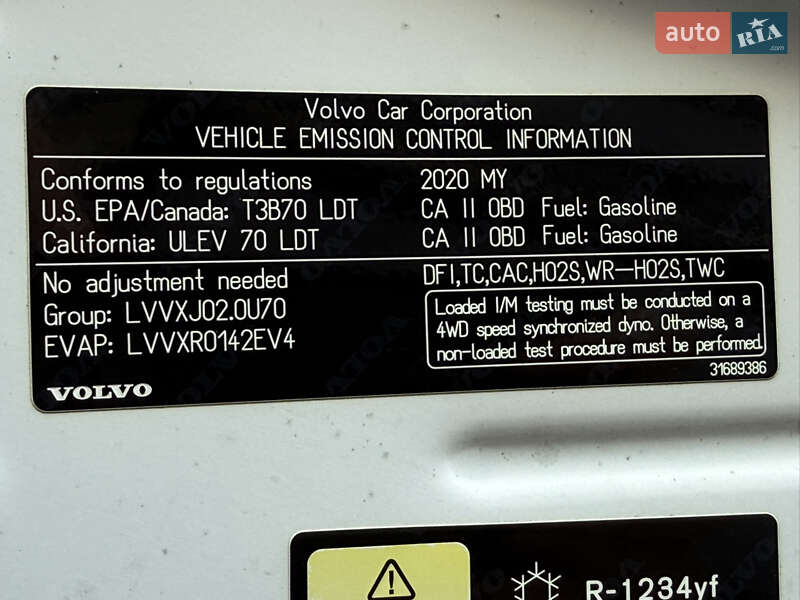 auto RIA .com
Volvo Car Corporation
VEHICLE EMISSION CONTROL INFORMATION
Conforms to regulations 2020 MY
U.S. EPA/Canada: T3B70 LDT CA II OBD Fuel: Gasoline
California: ULEV 70 LDT CA II OBD Fuel: Gasoline
No adjustment needed DFI,TC,CAC,HO2S,WR-HO2S,TWC
Group: LVVXJ02.0U70
EVAP: LVVXR0142EV4
Loaded I/M testing must be conducted on a
4WD speed synchronized dyno. Otherwise, a
non-loaded test procedure must be performed.
31689386
VOLVO
R-1234yf